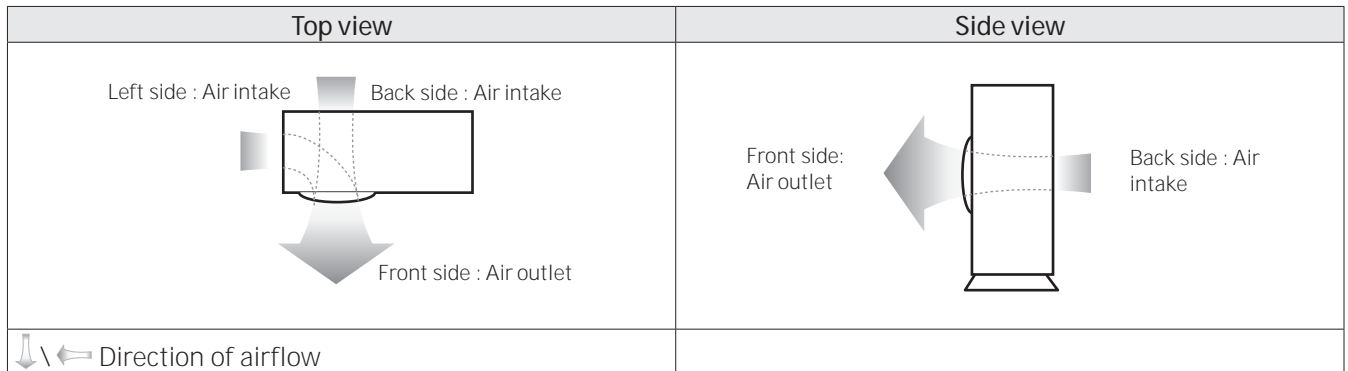 Top view
Side view
Left side : Air intake
Back side : Air intake
Front side : Air outlet
Front side:
Air outlet
Back side : Air
intake
\ Direction of airflow